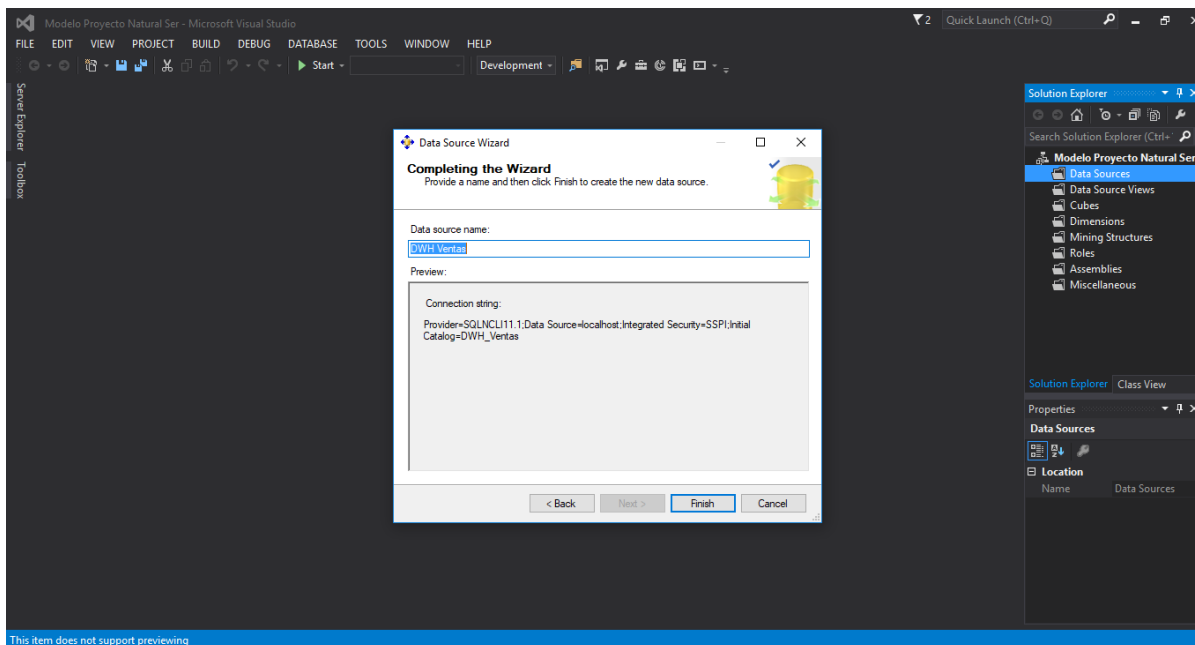 Modelo Proyecto Natural Ser - Microsoft Visual Studio
2 Quick Launch (Ctrl+Q)
FILE EDIT VIEW PROJECT BUILD DEBUG DATABASE TOOLS WINDOW HELP
Start Development
Server Explorer
Toolbox
Data Source Wizard
Completing the Wizard
Provide a name and then click Finish to create the new data source.
Data source name:
DWH Ventas
Preview:
Connection string:
Provider=SQLNCLI11.1;Data Source=localhost;Integrated Security=SSPI;Initial
Catalog=DWH_Ventas
< Back Next > Finish Cancel
Solution Explorer
Search Solution Explorer (Ctrl+
Modelo Proyecto Natural Ser
Data Sources
Data Source Views
Cubes
Dimensions
Mining Structures
Roles
Assemblies
Miscellaneous
Solution Explorer Class View
Properties
Data Sources
Location
Name Data Sources
This item does not support previewing